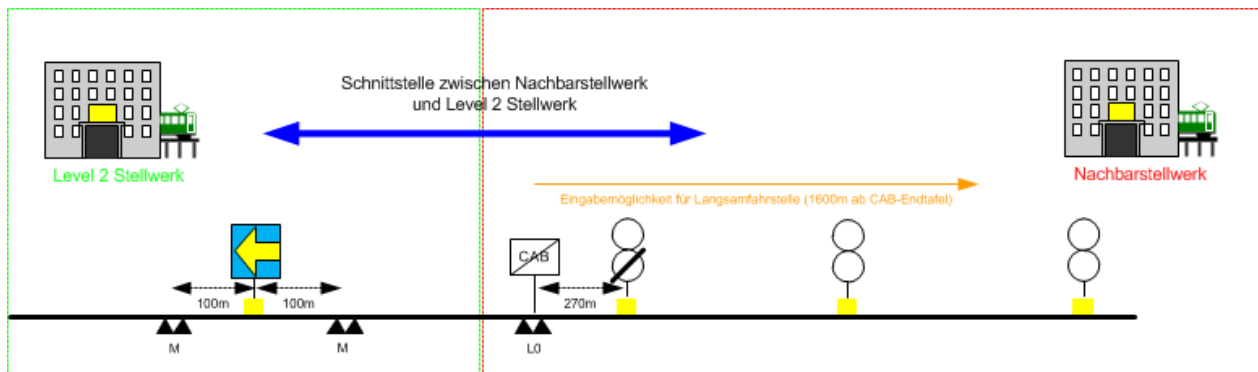 Schnittstelle zwischen Nachbarstellwerk
und Level 2 Stellwerk
Level 2 Stellwerk
Nachbarstellwerk
Eingabemöglichkeit für Langsamfahrstelle (1600m ab CAB-Endtafel)
CAB
100m
100m
270m
M
M
L0